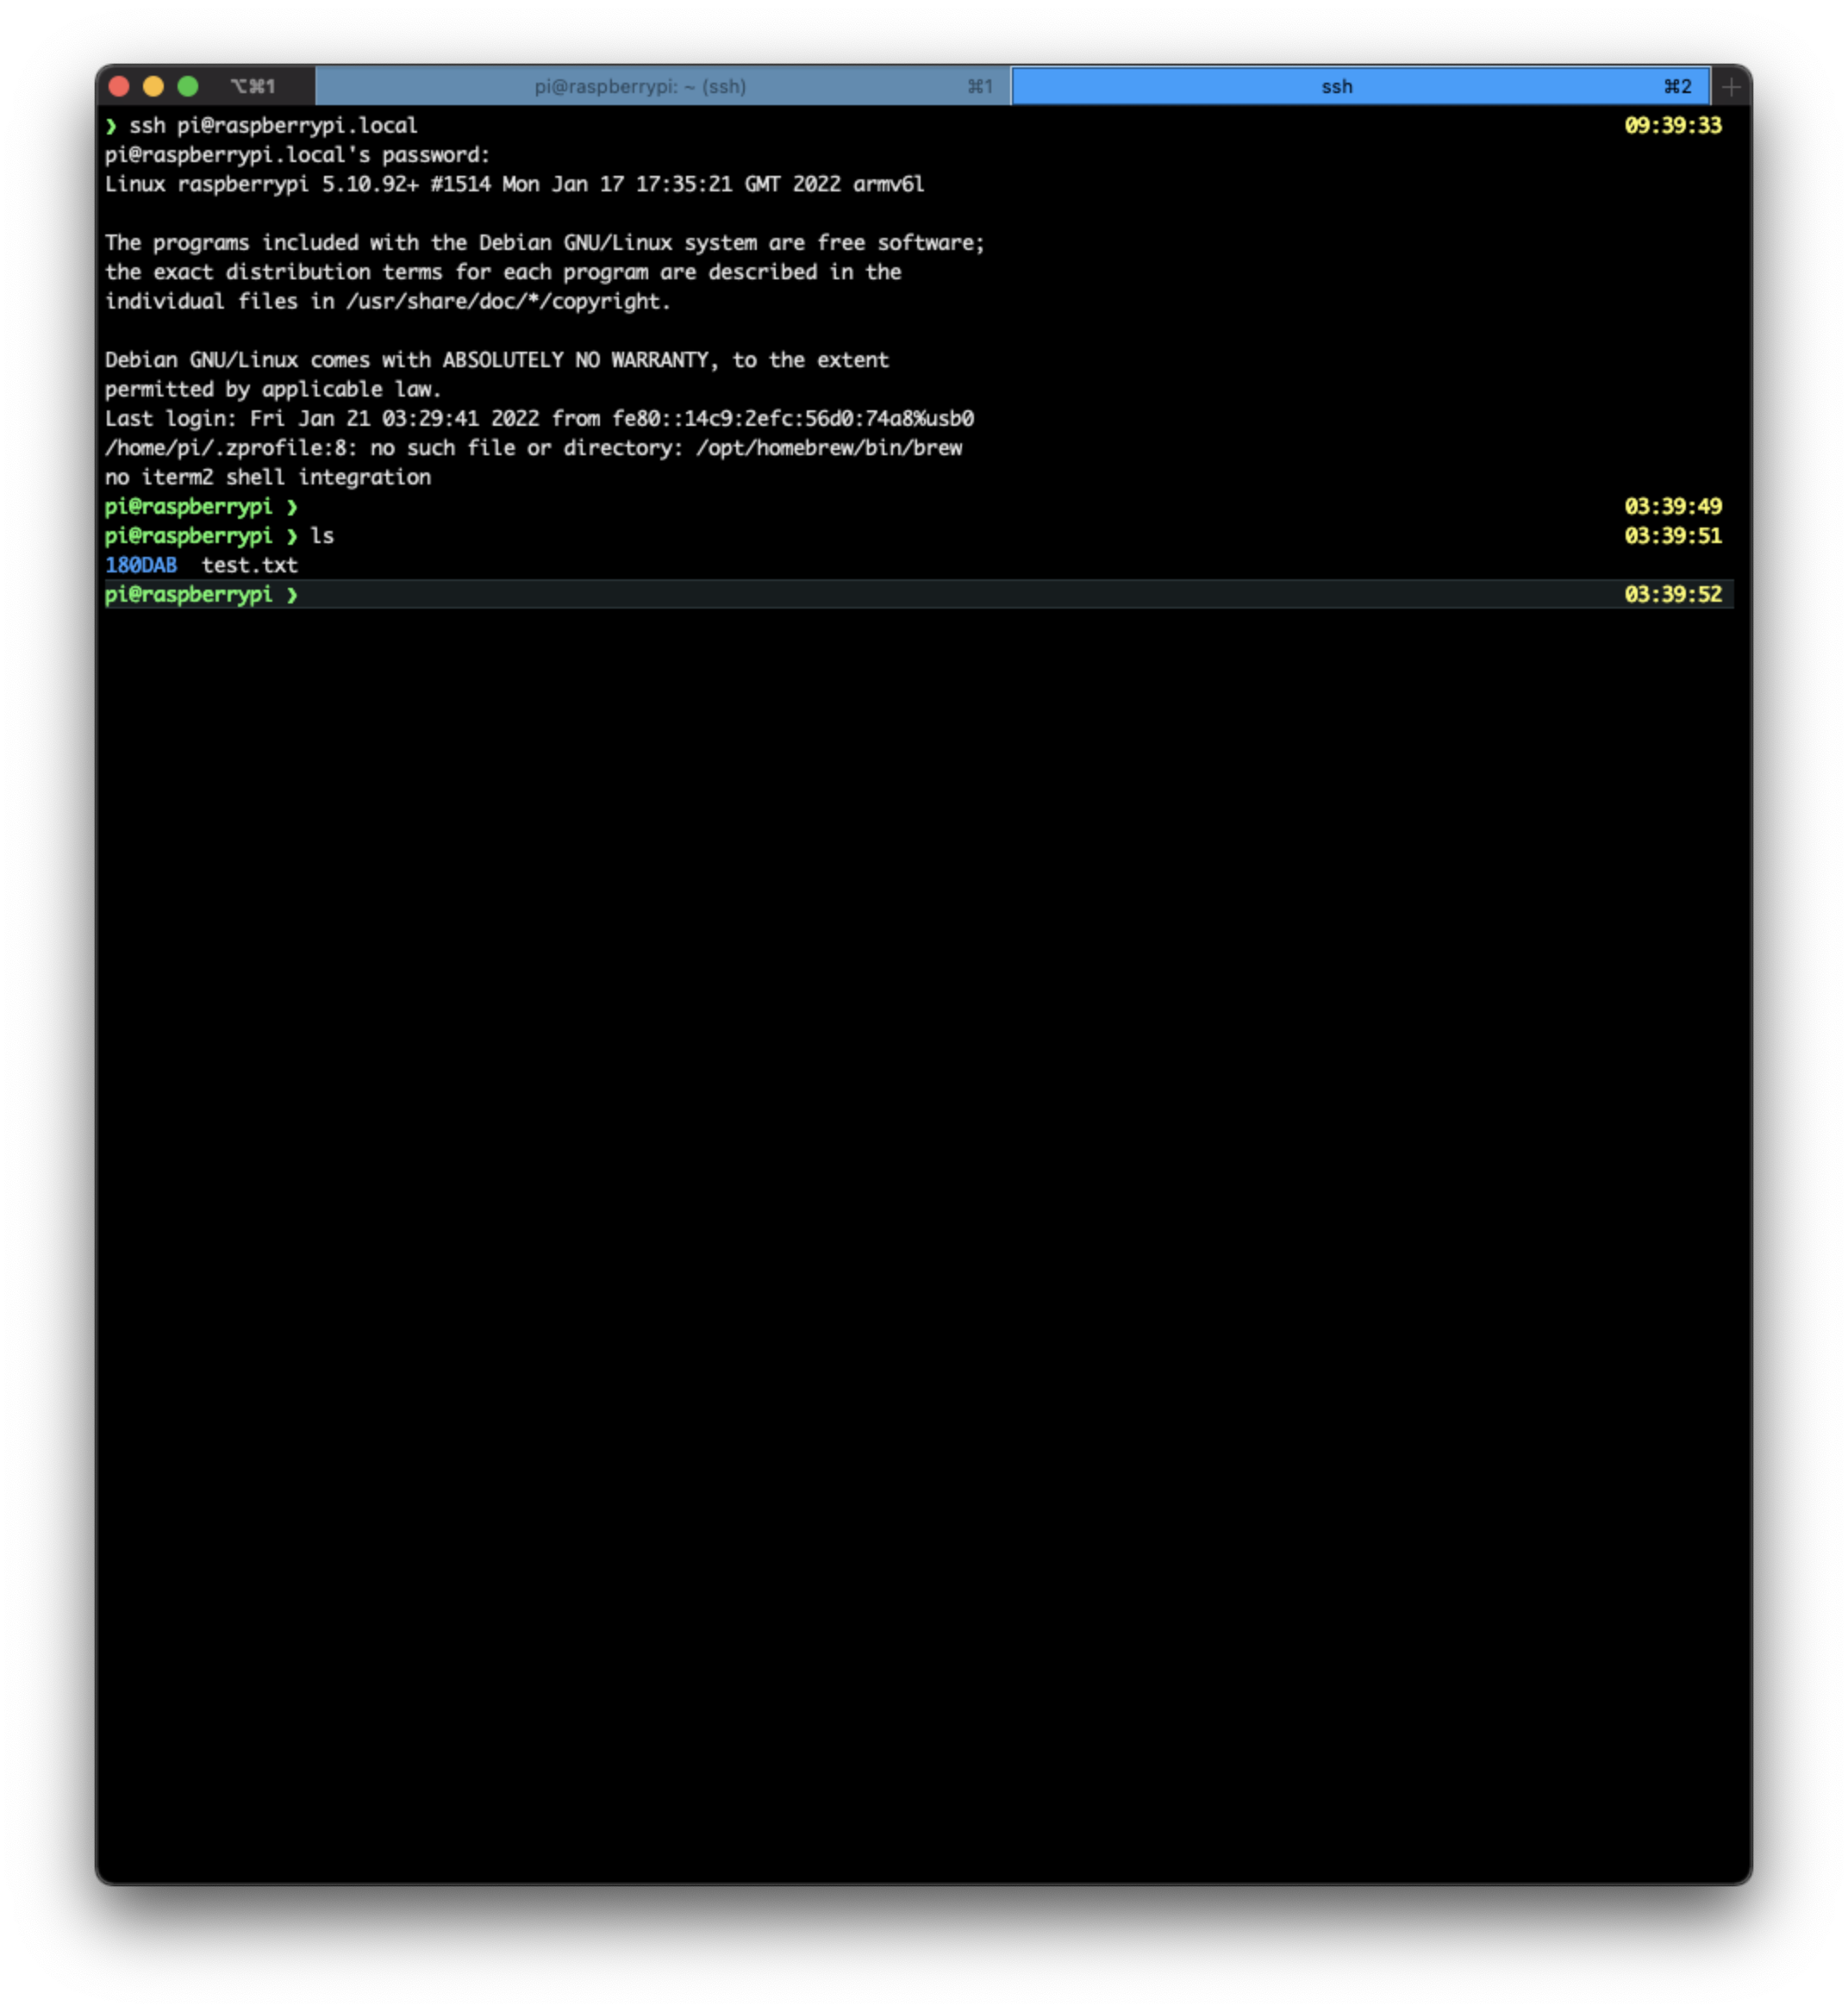 ⌥⌘1 pi@raspberrypi: ~ (ssh) ⌘1 ssh ⌘2 +
❯ ssh pi@raspberrypi.local 09:39:33
pi@raspberrypi.local's password:
Linux raspberrypi 5.10.92+ #1514 Mon Jan 17 17:35:21 GMT 2022 armv6l
The programs included with the Debian GNU/Linux system are free software;
the exact distribution terms for each program are described in the
individual files in /usr/share/doc/*/copyright.
Debian GNU/Linux comes with ABSOLUTELY NO WARRANTY, to the extent
permitted by applicable law.
Last login: Fri Jan 21 03:29:41 2022 from fe80::14c9:2efc:56d0:74a8%usb0
/home/pi/.zprofile:8: no such file or directory: /opt/homebrew/bin/brew
no iterm2 shell integration
pi@raspberrypi ❯ 03:39:49
pi@raspberrypi ❯ ls 03:39:51
180DAB test.txt
pi@raspberrypi ❯ 03:39:52